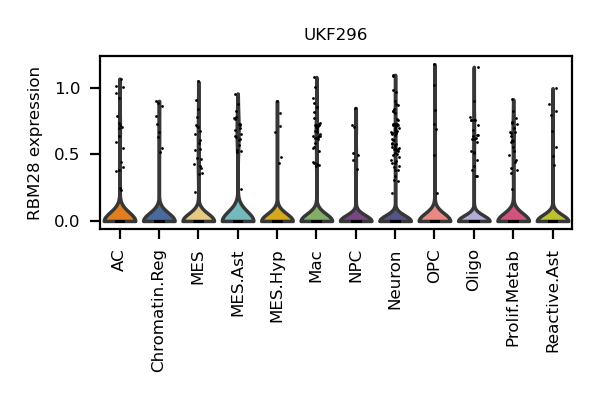 UKF296
RBM28 expression
1.0
0.5
0.0
AC
Chromatin.Reg
MES
MES.Ast
MES.Hyp
Mac
NPC
Neuron
OPC
Oligo
Prolif.Metab
Reactive.Ast